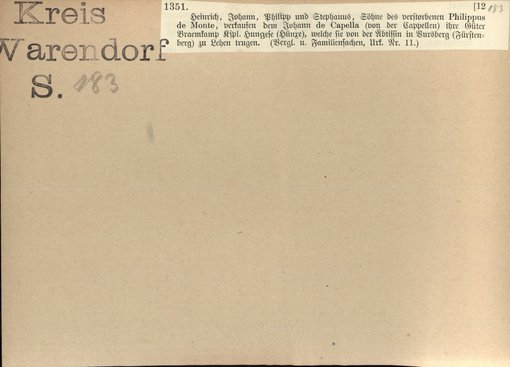 Kreis
Warendorf
S. 183
1351. [12 183
Heinrich, Johann, Philipp und Stephanus, Söhne des verstorbenen Philippus
de Monte, verkaufen dem Johann de Capella (von der Cappellen) ihre Güter
Braemkamp Kspl. Hungese (Hünxe), welche sie von der Äbtissin in Vursberg (Fürsten-
berg) zu Lehen trugen. (Vergl. u. Familiensachen, Urk. Nr. 11.)